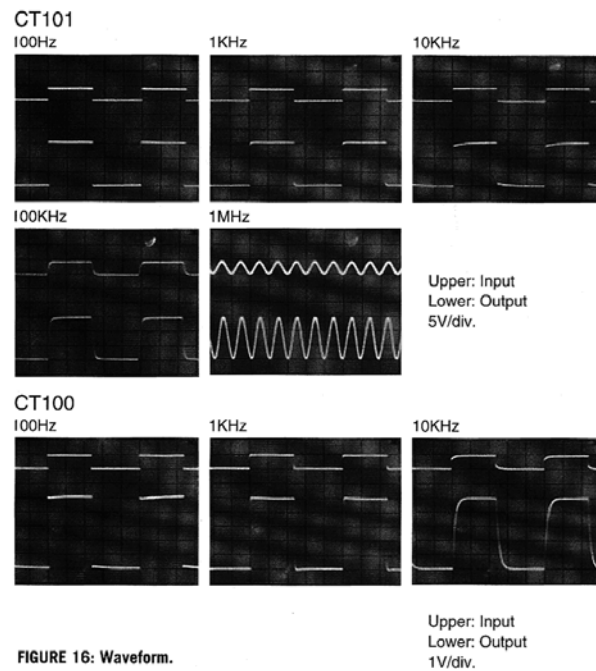 CT101
100Hz
1KHz
10KHz
100KHz
1MHz
Upper: Input
Lower: Output
5V/div.
CT100
100Hz
1KHz
10KHz
Upper: Input
Lower: Output
1V/div.
FIGURE 16: Waveform.